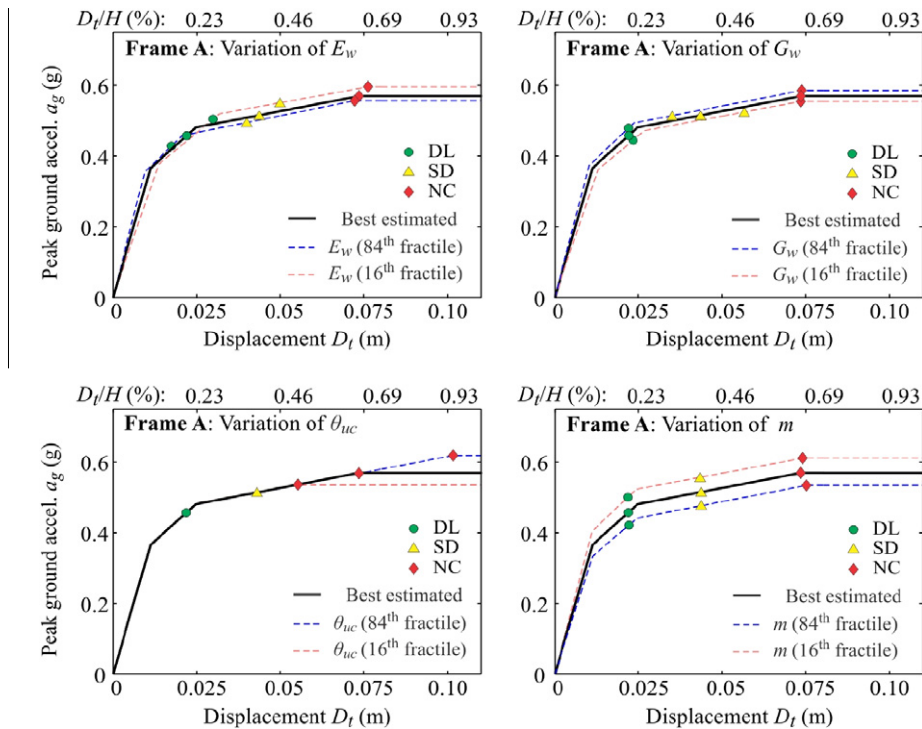 D_t/H (%): 0.23 0.46 0.69 0.93
Frame A: Variation of E_w
Peak ground accel. a_g (g)
0.6
0.4
0.2
0
DL
SD
NC
Best estimated
E_w (84th fractile)
E_w (16th fractile)
0 0.025 0.05 0.075 0.10
Displacement D_t (m)
0.23 0.46 0.69 0.93
Frame A: Variation of G_w
0.6
0.4
0.2
0
DL
SD
NC
Best estimated
G_w (84th fractile)
G_w (16th fractile)
0 0.025 0.05 0.075 0.10
Displacement D_t (m)
D_t/H (%): 0.23 0.46 0.69 0.93
Frame A: Variation of θ_uc
Peak ground accel. a_g (g)
0.6
0.4
0.2
0
DL
SD
NC
Best estimated
θ_uc (84th fractile)
θ_uc (16th fractile)
0 0.025 0.05 0.075 0.10
Displacement D_t (m)
0.23 0.46 0.69 0.93
Frame A: Variation of m
0.6
0.4
0.2
0
DL
SD
NC
Best estimated
m (84th fractile)
m (16th fractile)
0 0.025 0.05 0.075 0.10
Displacement D_t (m)